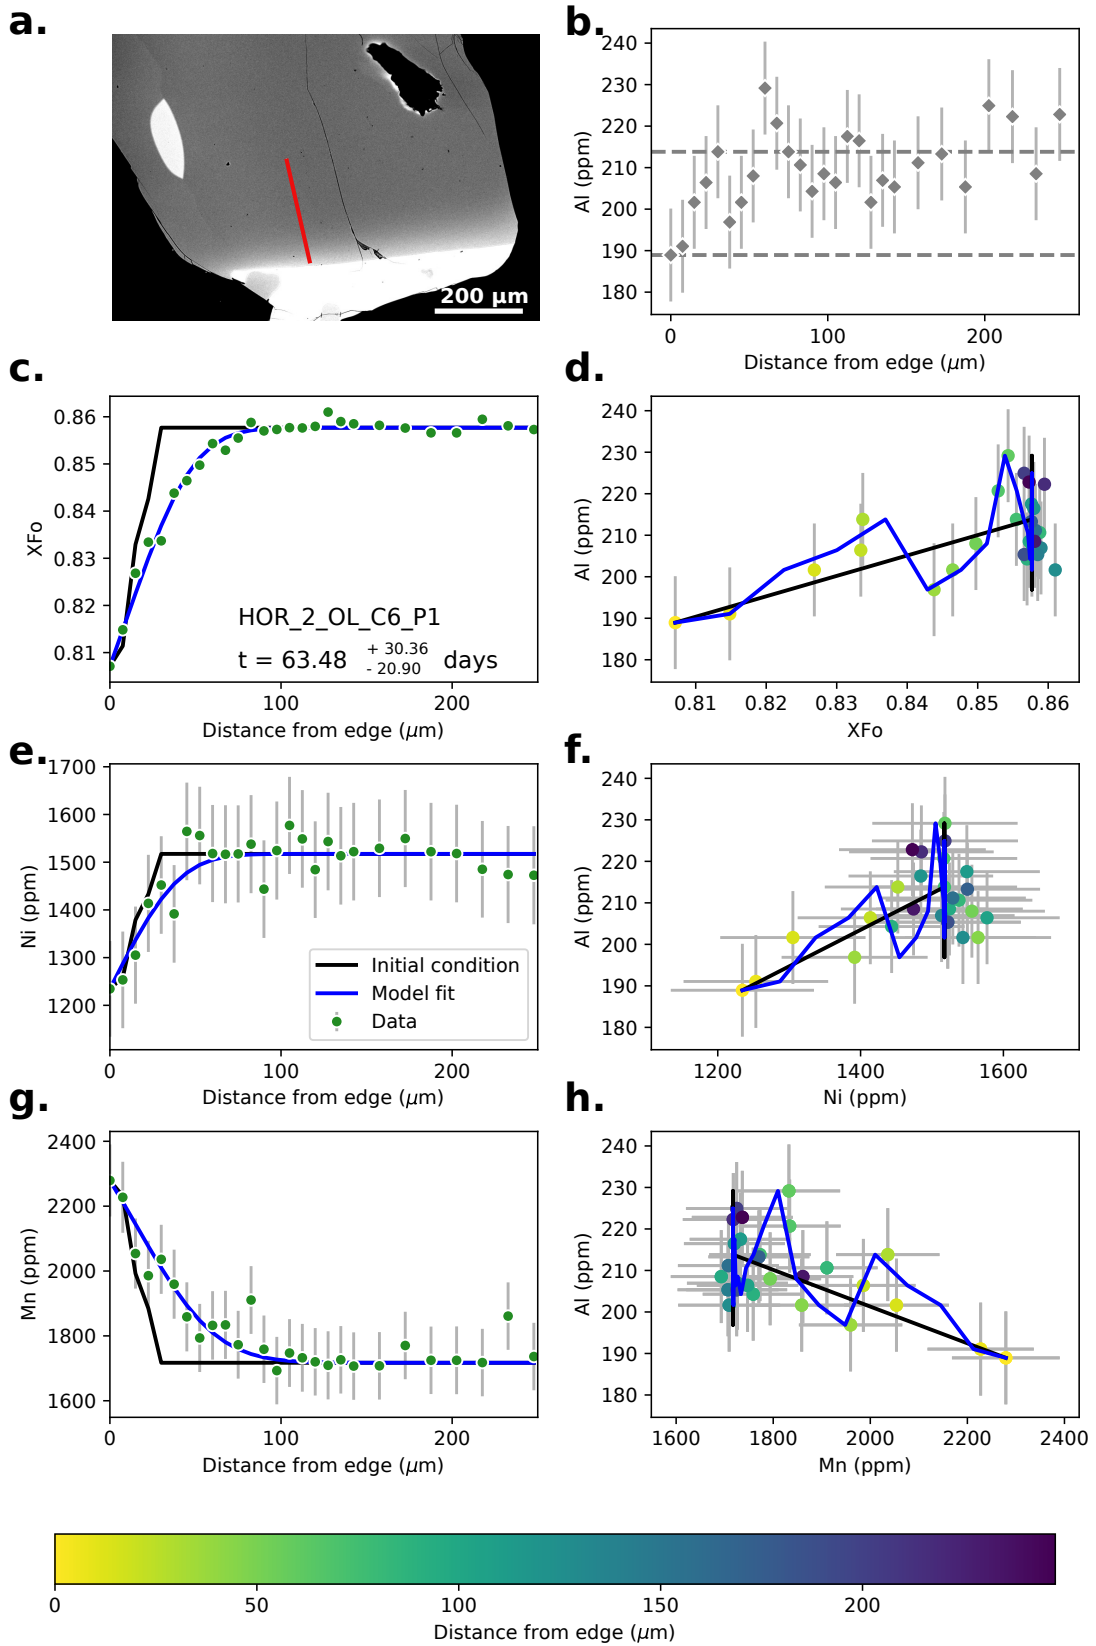 a.
200 µm
b.
240
230
220
210
200
190
180
Al (ppm)
0
100
200
Distance from edge (µm)
c.
0.86
0.85
0.84
0.83
0.82
0.81
XFo
HOR_2_OL_C6_P1
t = 63.48 + 30.36 - 20.90 days
0
100
200
Distance from edge (µm)
d.
240
230
220
210
200
190
180
Al (ppm)
0.81
0.82
0.83
0.84
0.85
0.86
XFo
e.
1700
1600
1500
1400
1300
1200
Ni (ppm)
Initial condition
Model fit
Data
0
100
200
Distance from edge (µm)
f.
240
230
220
210
200
190
180
Al (ppm)
1200
1400
1600
Ni (ppm)
g.
2400
2200
2000
1800
1600
Mn (ppm)
0
100
200
Distance from edge (µm)
h.
240
230
220
210
200
190
180
Al (ppm)
1600
1800
2000
2200
2400
Mn (ppm)
0
50
100
150
200
Distance from edge (µm)